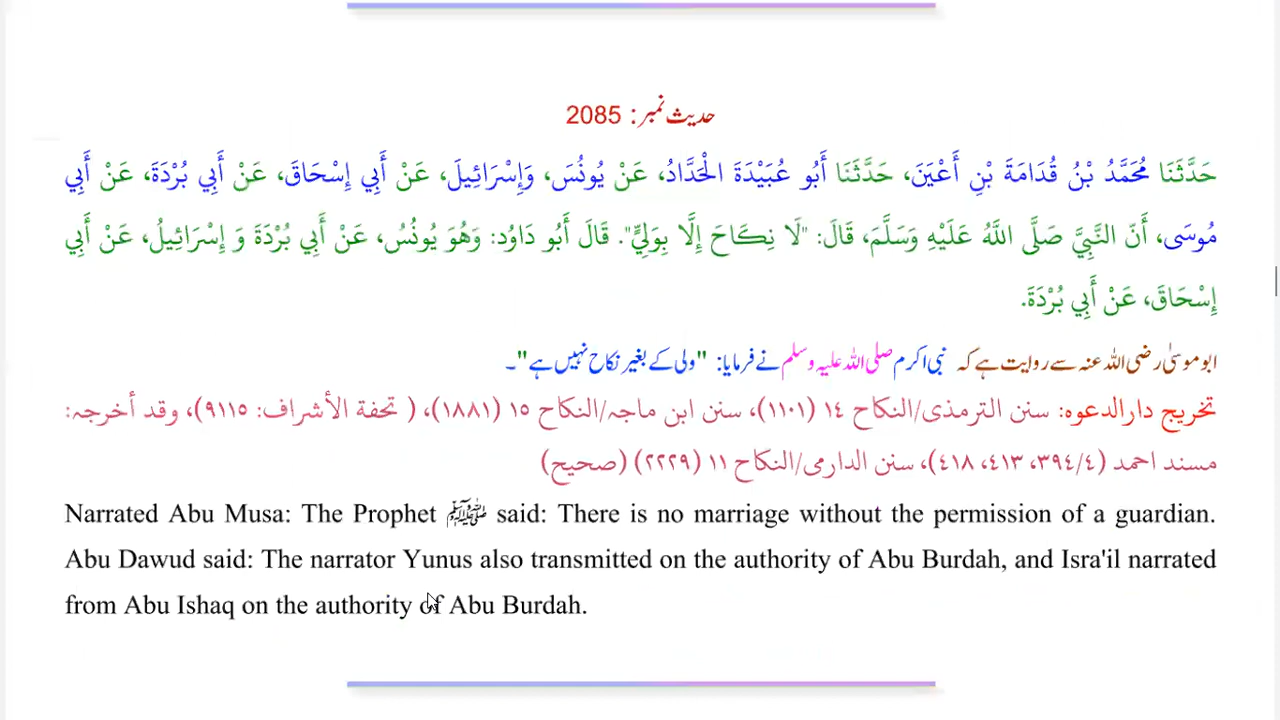 حدیث نمبر: 2085
حَدَّثَنَا مُحَمَّدُ بْنُ قُدَامَةَ بْنِ أَعْيَنَ، حَدَّثَنَا أَبُو عُبَيْدَةَ الْحَدَّادُ، عَنْ يُونُسَ، وَإِسْرَائِيلَ، عَنْ أَبِي إِسْحَاقَ، عَنْ أَبِي بُرْدَةَ، عَنْ أَبِي
مُوسَى، أَنّ النَّبِيَّ صَلَّى اللَّهُ عَلَيْهِ وَسَلَّمَ، قَالَ: "لَا نِكَاحَ إِلَّا بِوَلِيٍّ". قَالَ أَبُو دَاوُد: وَهُوَ يُونُسُ، عَنْ أَبِي بُرْدَةَ وَ إِسْرَائِيلُ، عَنْ أَبِي
إِسْحَاقَ، عَنْ أَبِي بُرْدَةَ.
ابوموسیٰ رضی اللہ عنہ سے روایت ہے کہ نبی اکرم صلی اللہ علیہ وسلم نے فرمایا: "ولی کے بغیر نکاح نہیں ہے"۔
تخریج دارالدعوہ: سنن الترمذی/النکاح ١٤ (١١٠١)، سنن ابن ماجہ/النکاح ١٥ (١٨٨١)، ( تحفة الأشراف: ٩١١٥)، وقد أخرجہ:
مسند احمد (٤/٣٩٤، ٤١٣، ٤١٨)، سنن الدارمی/النکاح ١١ (٢٢٢٩) (صحیح)
Narrated Abu Musa: The Prophet ﷺ said: There is no marriage without the permission of a guardian.
Abu Dawud said: The narrator Yunus also transmitted on the authority of Abu Burdah, and Isra'il narrated
from Abu Ishaq on the authority of Abu Burdah.